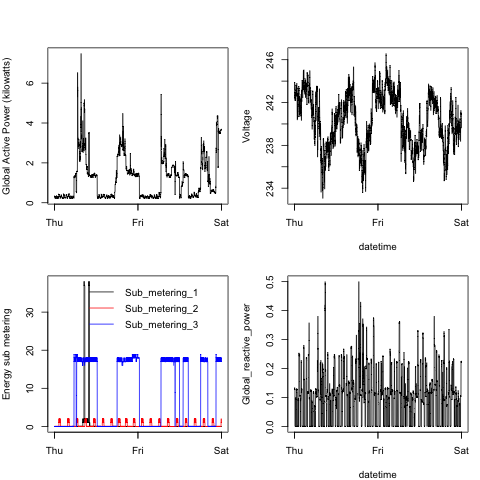 Global Active Power (kilowatts)
0 2 4 6
Thu Fri Sat
Voltage
234 238 242 246
Thu Fri Sat
datetime
Energy sub metering
0 10 20 30
Sub_metering_1
Sub_metering_2
Sub_metering_3
Thu Fri Sat
Global_reactive_power
0.0 0.1 0.2 0.3 0.4 0.5
Thu Fri Sat
datetime